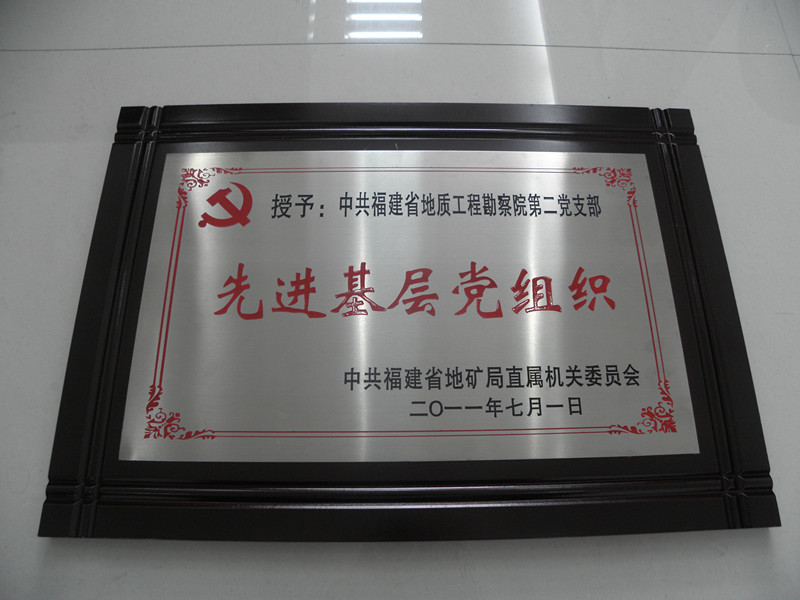 授予：中共福建省地质工程勘察院第二党支部
先进基层党组织
中共福建省地矿局直属机关委员会
二〇一一年七月一日